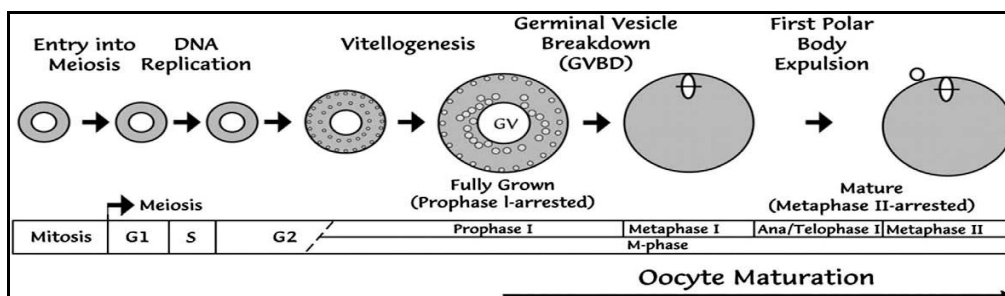 Entry into
Meiosis
DNA
Replication
Vitellogenesis
Germinal Vesicle
Breakdown
(GVBD)
First Polar
Body
Expulsion
GV
Fully Grown
(Prophase I-arrested)
Mature
(Metaphase II-arrested)
Meiosis
Mitosis
G1
S
G2
Prophase I
Metaphase I
Ana/Telophase I
Metaphase II
M-phase
Oocyte Maturation